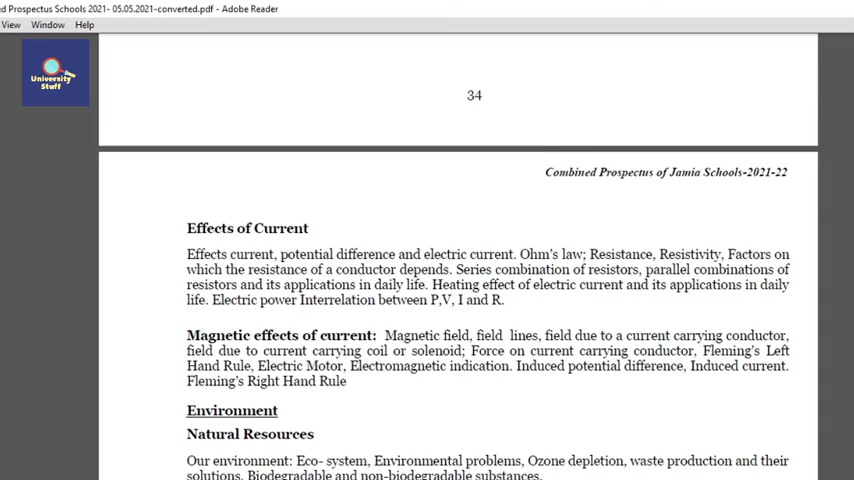 ed Prospectus Schools 2021- 05.05.2021-converted.pdf - Adobe Reader
View Window Help
University
Stuff
34
Combined Prospectus of Jamia Schools-2021-22
Effects of Current
Effects current, potential difference and electric current. Ohm's law; Resistance, Resistivity, Factors on
which the resistance of a conductor depends. Series combination of resistors, parallel combinations of
resistors and its applications in daily life. Heating effect of electric current and its applications in daily
life. Electric power Interrelation between P,V, I and R.
Magnetic effects of current: Magnetic field, field lines, field due to a current carrying conductor,
field due to current carrying coil or solenoid; Force on current carrying conductor, Fleming's Left
Hand Rule, Electric Motor, Electromagnetic indication. Induced potential difference, Induced current.
Fleming's Right Hand Rule
Environment
Natural Resources
Our environment: Eco- system, Environmental problems, Ozone depletion, waste production and their
solutions. Biodegradable and non-biodegradable substances.